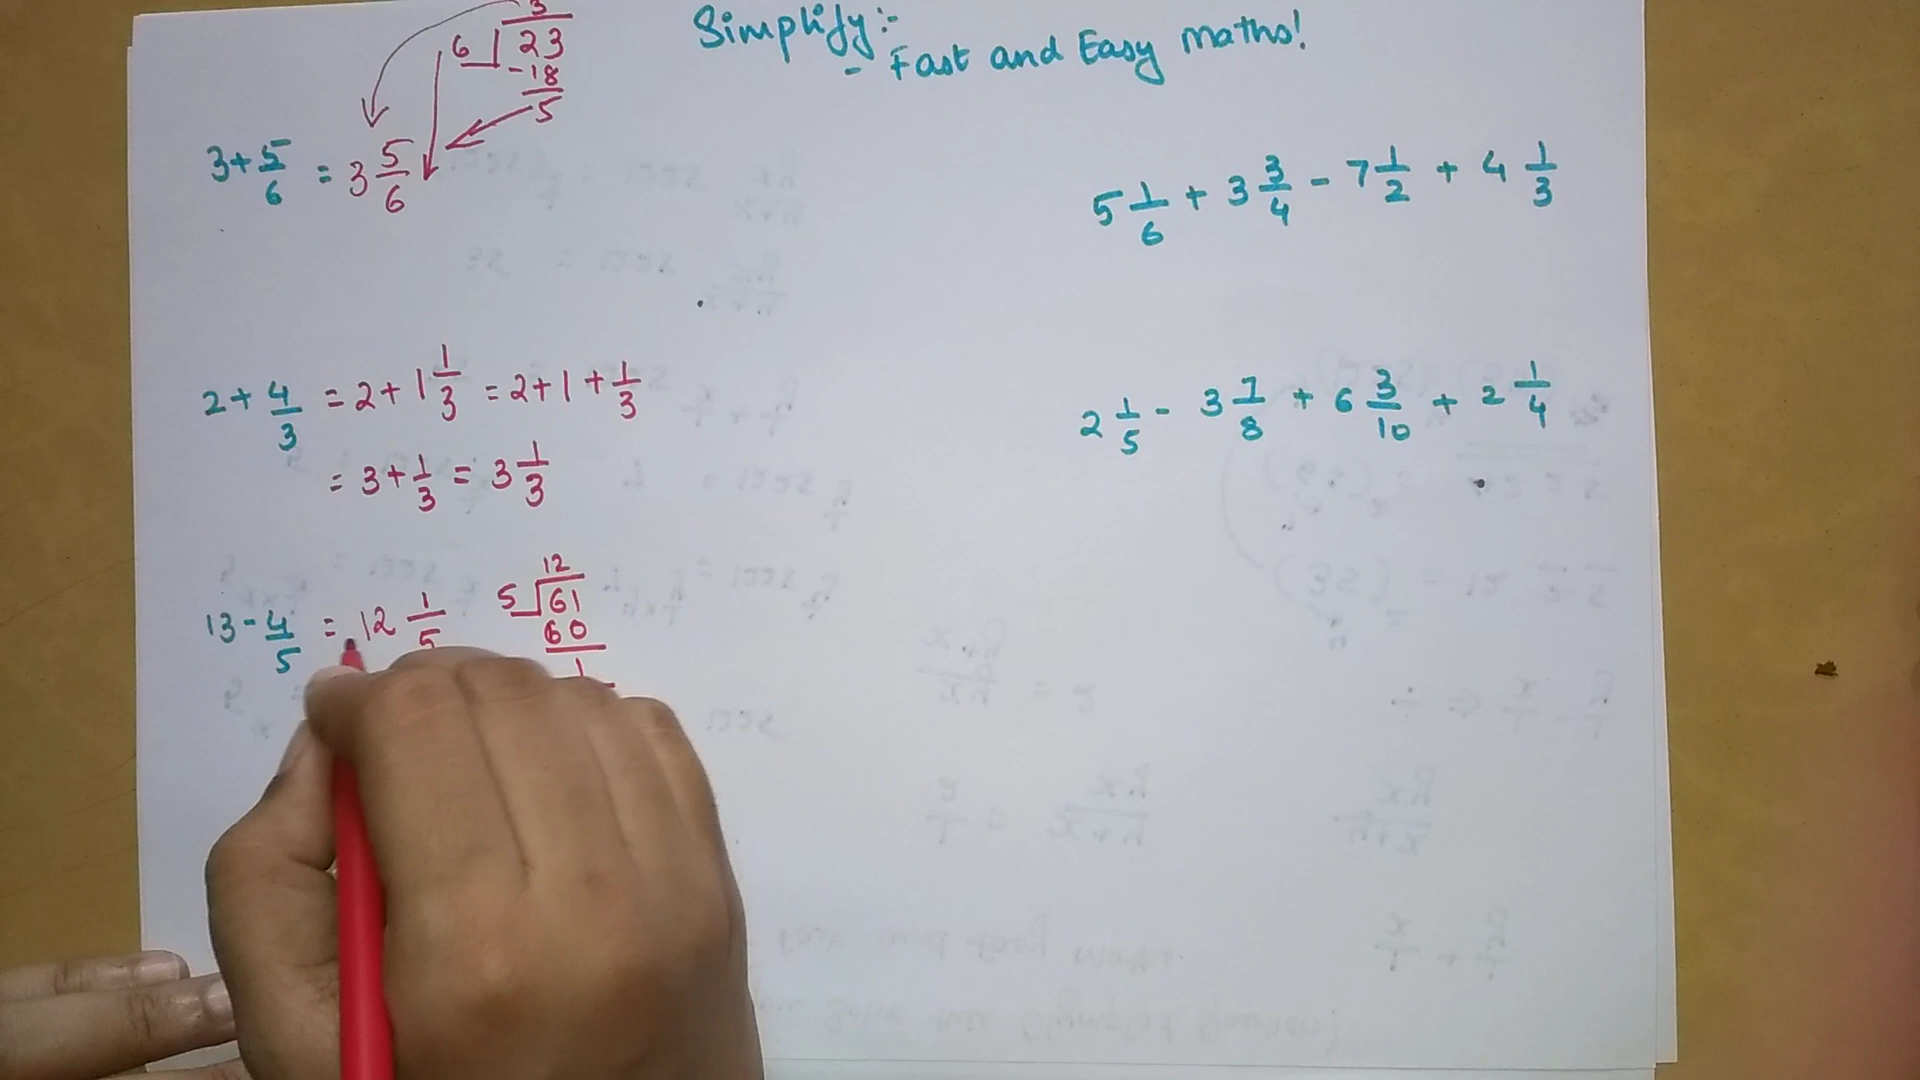 Simplify:-
- Fast and Easy maths!
3
6 | 23
-18
5
3 + 5/6 = 3 5/6
5 1/6 + 3 3/4 - 7 1/2 + 4 1/3
2 + 4/3 = 2 + 1 1/3 = 2 + 1 + 1/3
= 3 + 1/3 = 3 1/3
2 1/5 - 3 7/8 + 6 3/10 + 2 1/4
12
5 | 61
60
1
13 - 4/5 = 12 1/5